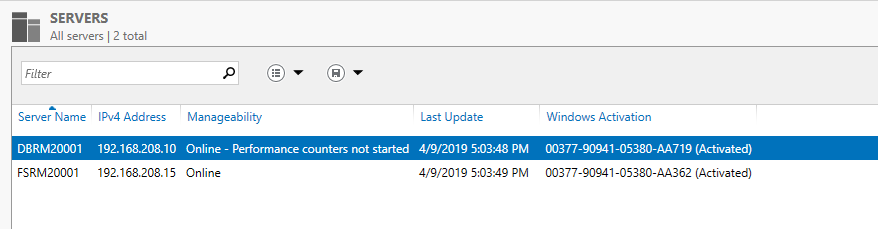 SERVERS
All servers | 2 total
Filter
Server Name IPv4 Address Manageability Last Update Windows Activation
DBRM20001 192.168.208.10 Online - Performance counters not started 4/9/2019 5:03:48 PM 00377-90941-05380-AA719 (Activated)
FSRM20001 192.168.208.15 Online 4/9/2019 5:03:49 PM 00377-90941-05380-AA362 (Activated)